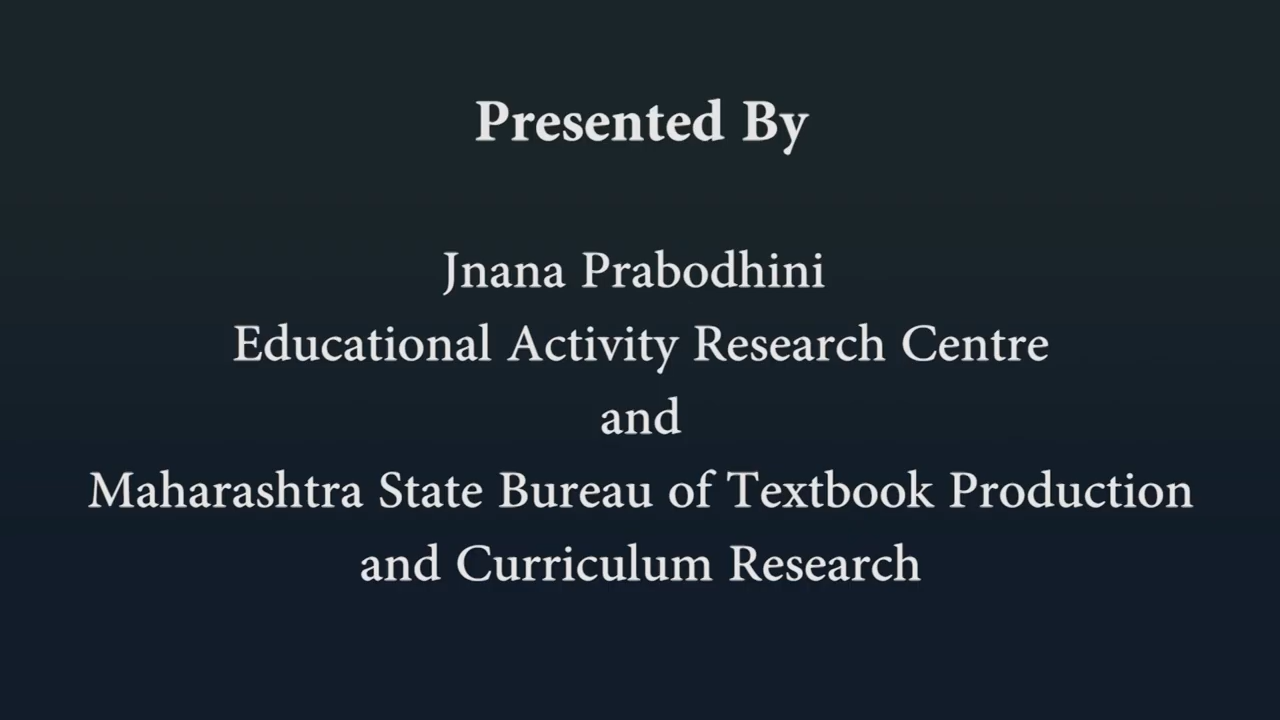 Presented By
Jnana Prabodhini
Educational Activity Research Centre
and
Maharashtra State Bureau of Textbook Production
and Curriculum Research